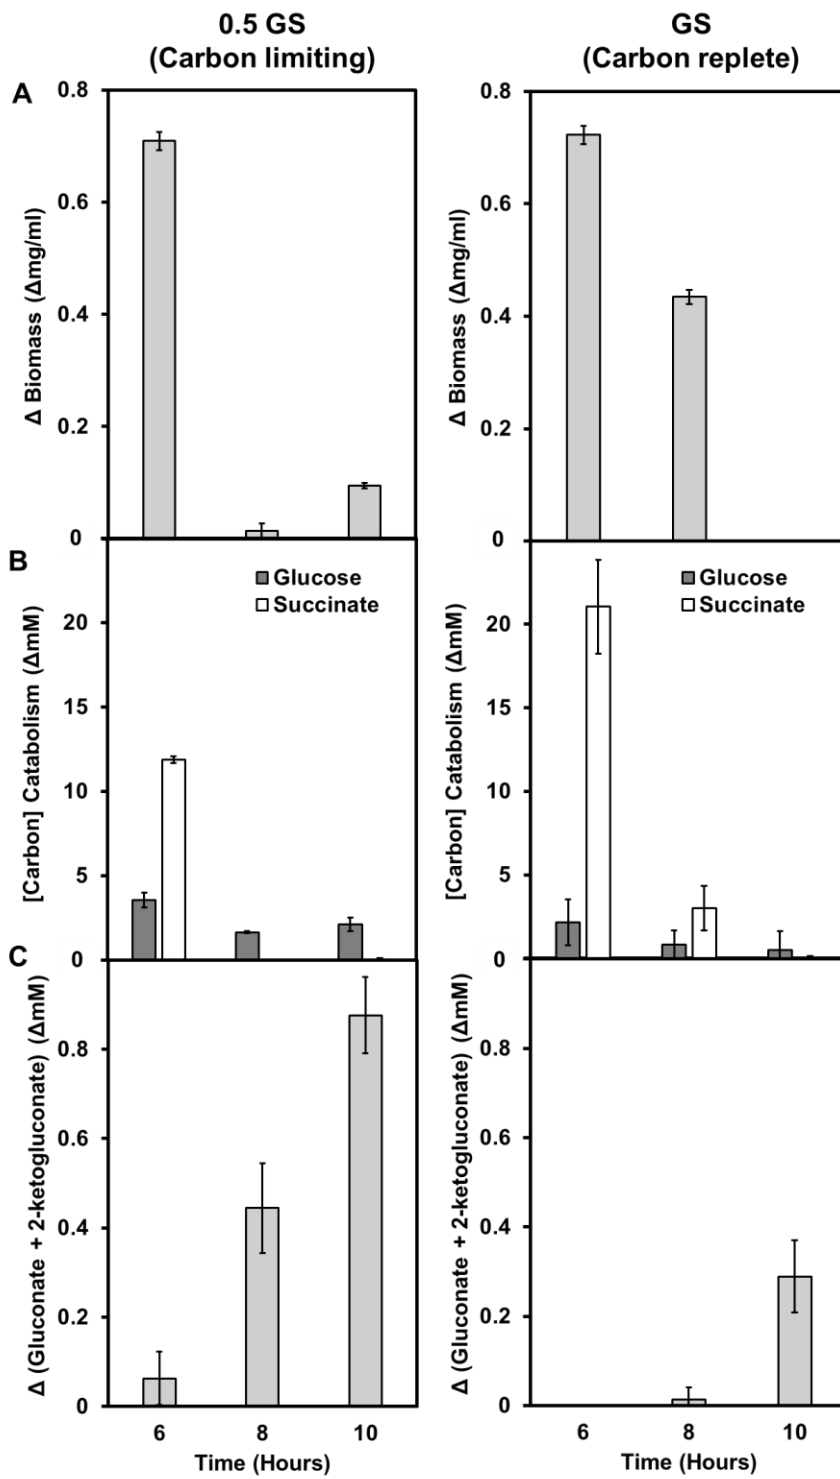 0.5 GS
(Carbon limiting)
GS
(Carbon replete)
A
0.8
0.6
0.4
0.2
0
Δ Biomass (Δmg/ml)
0.8
0.6
0.4
0.2
0
Δ Biomass (Δmg/ml)
B
Glucose
Succinate
20
15
10
5
0
[Carbon] Catabolism (ΔmM)
Glucose
Succinate
20
15
10
5
0
[Carbon] Catabolism (ΔmM)
C
0.8
0.6
0.4
0.2
0
Δ (Gluconate + 2-ketogluconate) (ΔmM)
6 8 10
Time (Hours)
0.8
0.6
0.4
0.2
0
Δ (Gluconate + 2-ketogluconate) (ΔmM)
6 8 10
Time (Hours)